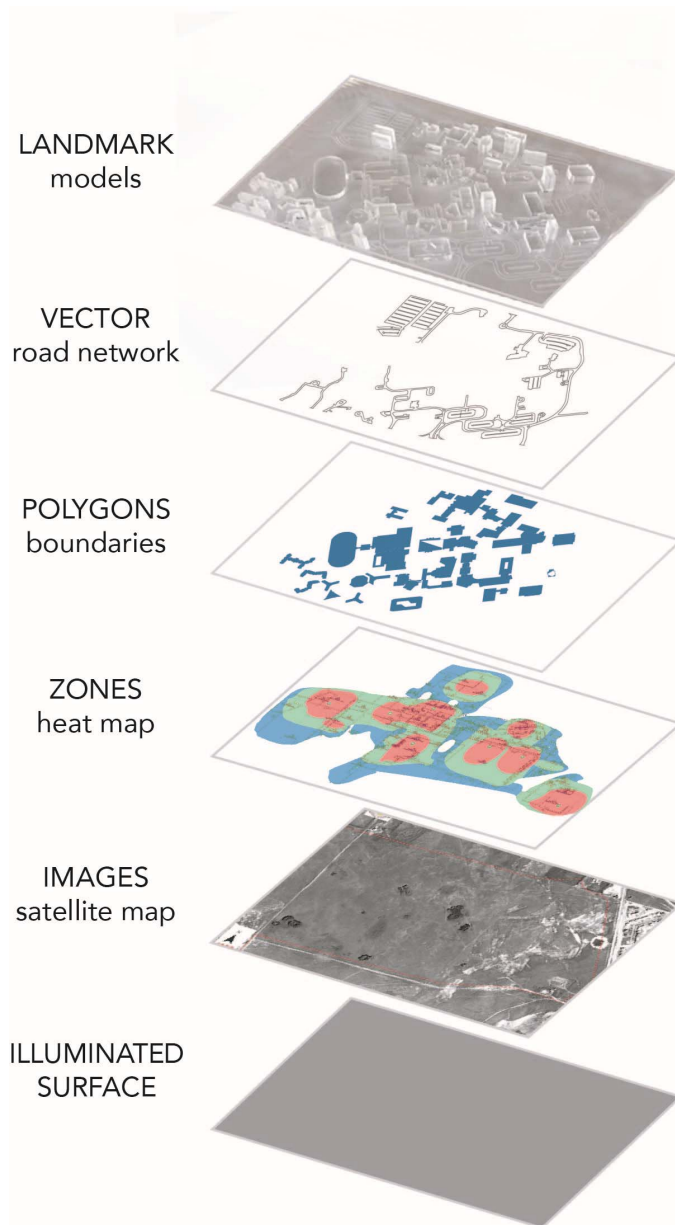 LANDMARK
models
VECTOR
road network
POLYGONS
boundaries
ZONES
heat map
IMAGES
satellite map
ILLUMINATED
SURFACE